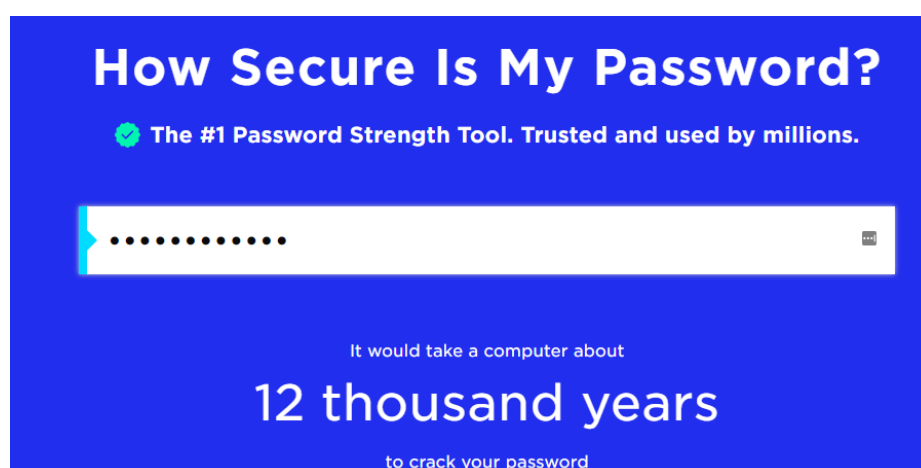 How Secure Is My Password?
The #1 Password Strength Tool. Trusted and used by millions.
••••••••••••
It would take a computer about
12 thousand years
to crack your password